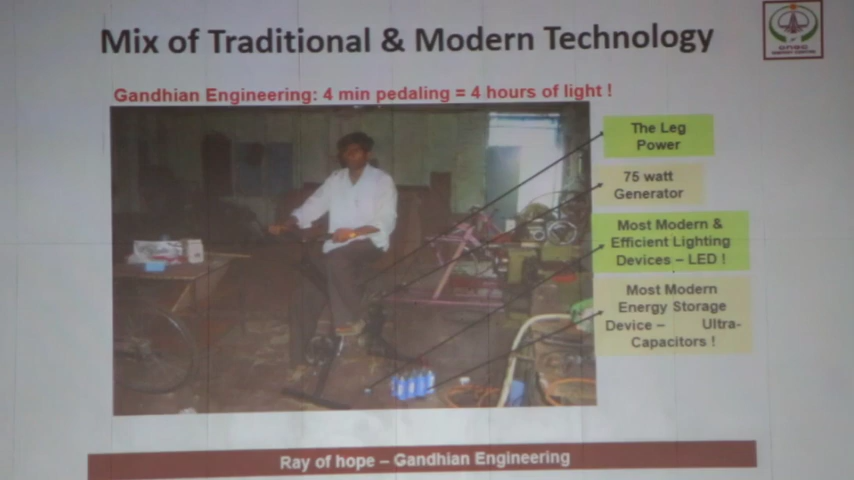 Mix of Traditional & Modern Technology
Gandhian Engineering: 4 min pedaling = 4 hours of light !
The Leg
Power
75 watt
Generator
Most Modern &
Efficient Lighting
Devices – LED !
Most Modern
Energy Storage
Device – Ultra-
Capacitors !
Ray of hope – Gandhian Engineering